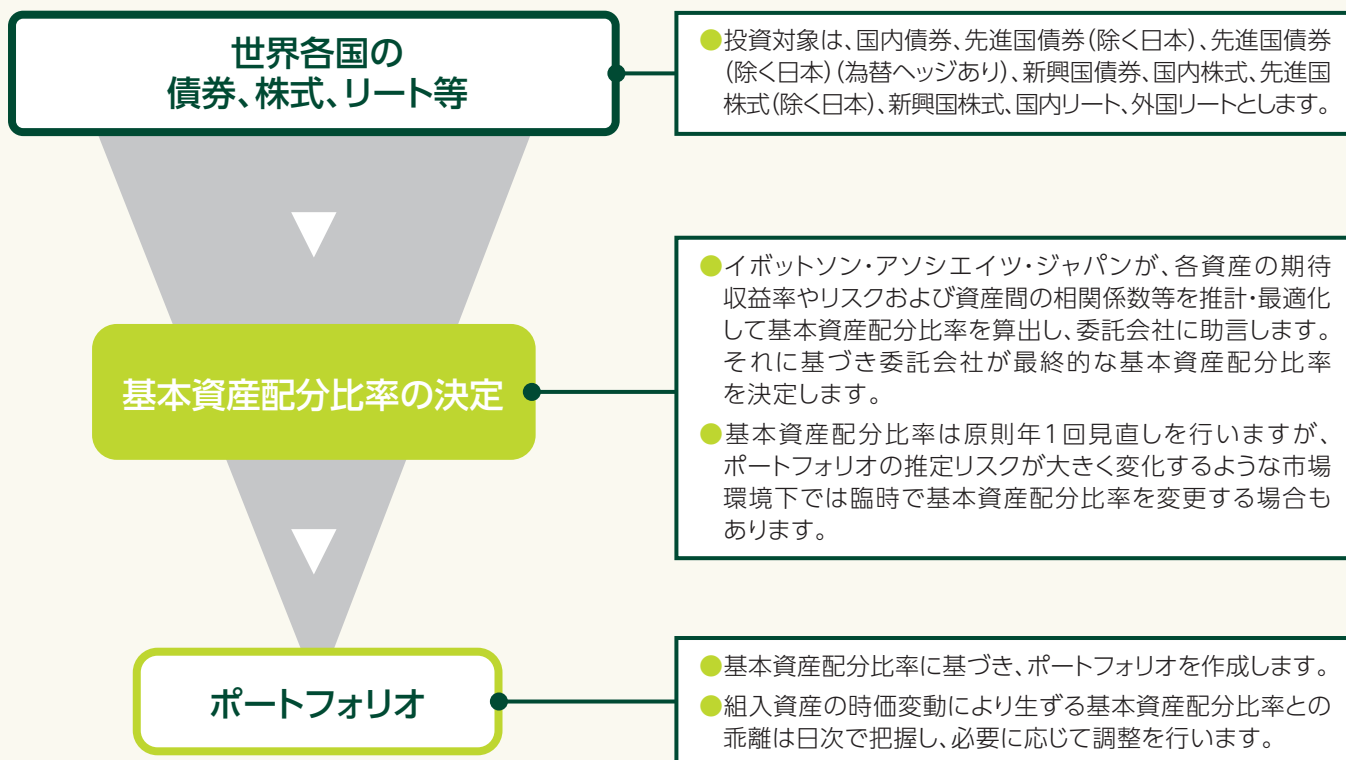 世界各国の
債券、株式、リート等
●投資対象は、国内債券、先進国債券(除く日本)、先進国債券
(除く日本)(為替ヘッジあり)、新興国債券、国内株式、先進国
株式(除く日本)、新興国株式、国内リート、外国リートとします。
基本資産配分比率の決定
●イボットソン・アソシエイツ・ジャパンが、各資産の期待
収益率やリスクおよび資産間の相関係数等を推計・最適化
して基本資産配分比率を算出し、委託会社に助言します。
それに基づき委託会社が最終的な基本資産配分比率
を決定します。
●基本資産配分比率は原則年1回見直しを行いますが、
ポートフォリオの推定リスクが大きく変化するような市場
環境下では臨時で基本資産配分比率を変更する場合も
あります。
ポートフォリオ
●基本資産配分比率に基づき、ポートフォリオを作成します。
●組入資産の時価変動により生ずる基本資産配分比率との
乖離は日次で把握し、必要に応じて調整を行います。